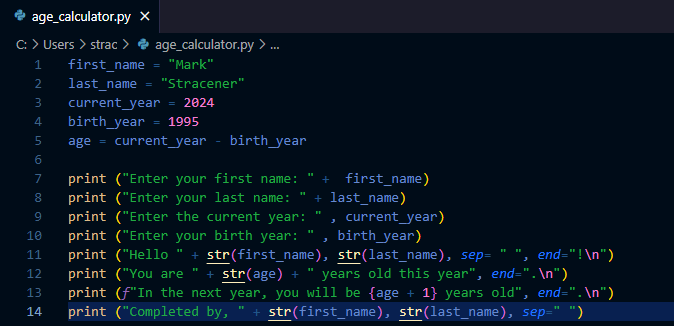 age_calculator.py ×
C: > Users > strac > age_calculator.py > ...
1 first_name = "Mark"
2 last_name = "Stracener"
3 current_year = 2024
4 birth_year = 1995
5 age = current_year - birth_year
6
7 print ("Enter your first name: " +  first_name)
8 print ("Enter your last name: " + last_name)
9 print ("Enter the current year: " , current_year)
10 print ("Enter your birth year: " , birth_year)
11 print ("Hello " + str(first_name), str(last_name), sep= " ", end="!\n")
12 print ("You are " + str(age) + " years old this year", end=".\n")
13 print (f"In the next year, you will be {age + 1} years old", end=".\n")
14 print ("Completed by, " + str(first_name), str(last_name), sep=" ")